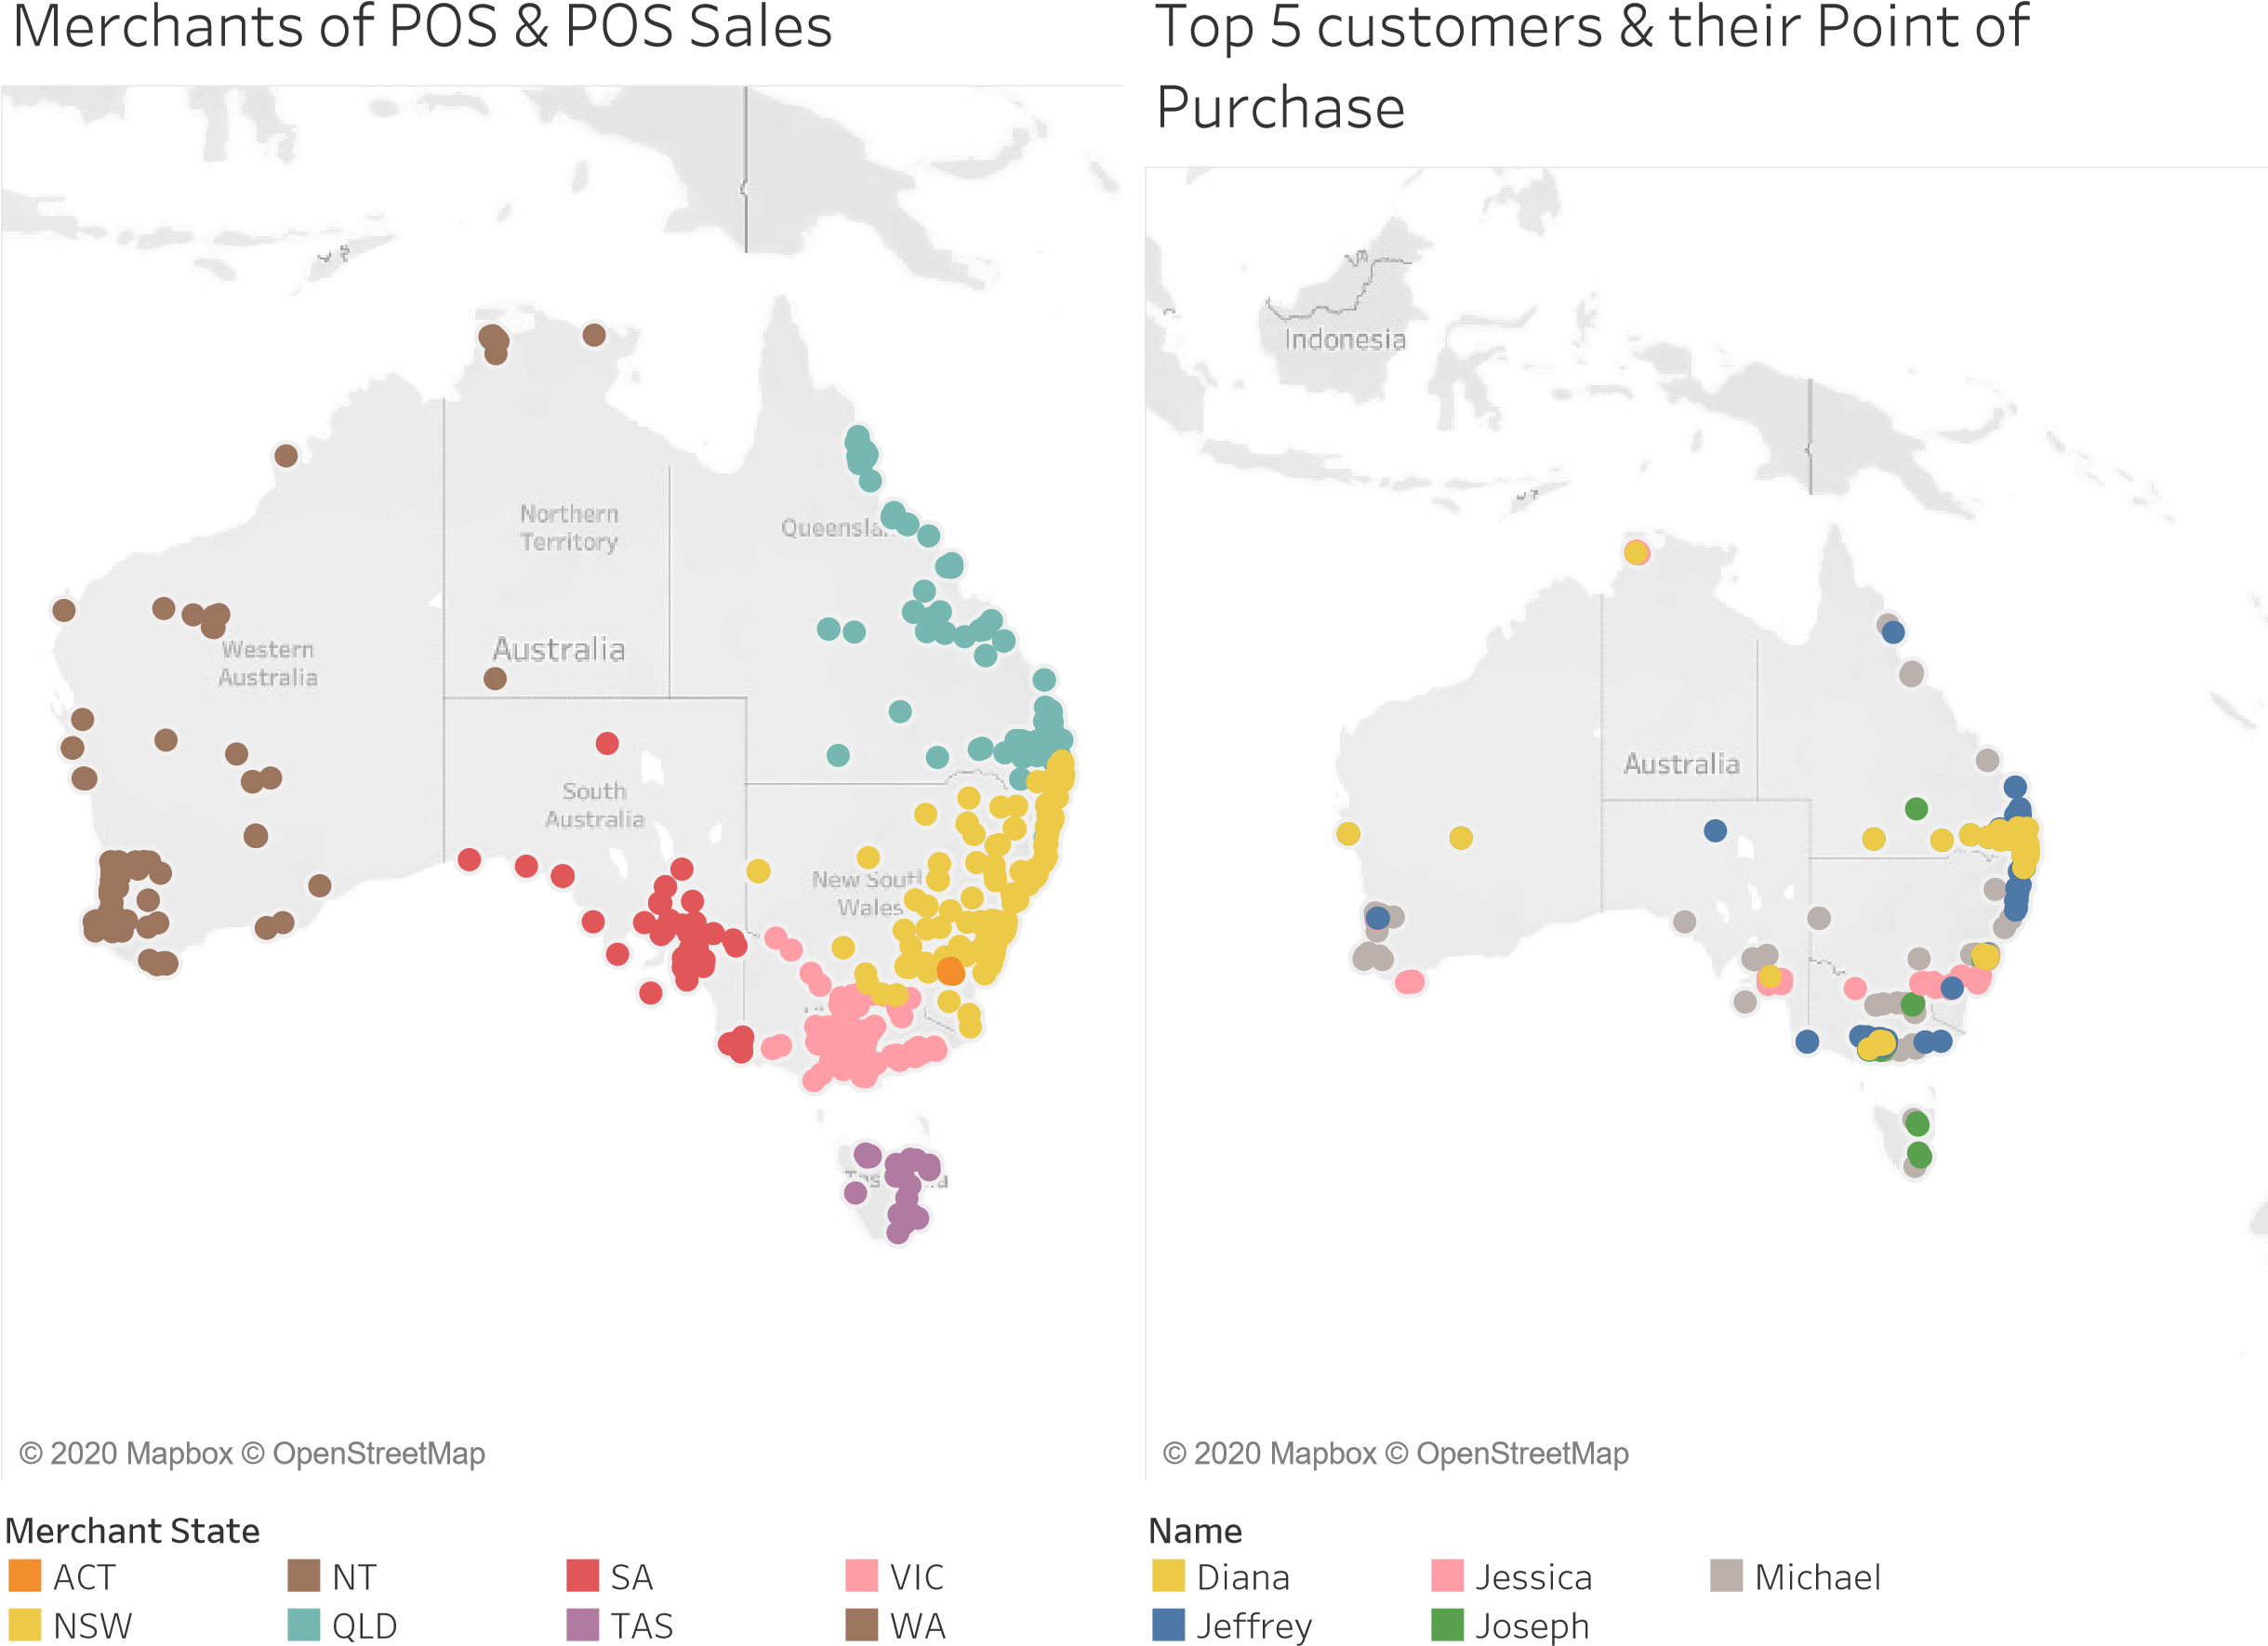 Merchants of POS & POS Sales
Northern
Territory
Western
Australia
Australia
South
Australia
New South
Wales
© 2020 Mapbox © OpenStreetMap
Merchant State
ACT
NT
SA
VIC
NSW
QLD
TAS
WA
Top 5 customers & their Point of
Purchase
Indonesia
Australia
© 2020 Mapbox © OpenStreetMap
Name
Diana
Jessica
Michael
Jeffrey
Joseph